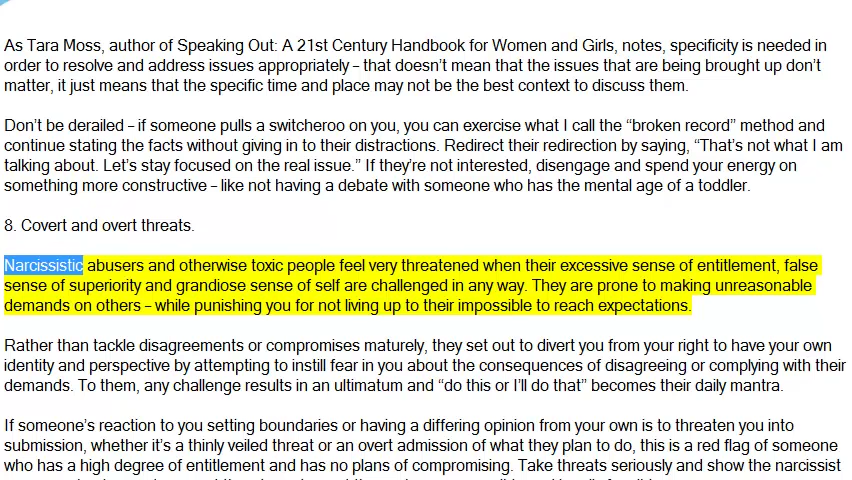 As Tara Moss, author of Speaking Out: A 21st Century Handbook for Women and Girls, notes, specificity is needed in
order to resolve and address issues appropriately – that doesn’t mean that the issues that are being brought up don’t
matter, it just means that the specific time and place may not be the best context to discuss them.
Don’t be derailed – if someone pulls a switcheroo on you, you can exercise what I call the “broken record” method and
continue stating the facts without giving in to their distractions. Redirect their redirection by saying, “That’s not what I am
talking about. Let’s stay focused on the real issue.” If they’re not interested, disengage and spend your energy on
something more constructive – like not having a debate with someone who has the mental age of a toddler.
8. Covert and overt threats.
Narcissistic abusers and otherwise toxic people feel very threatened when their excessive sense of entitlement, false
sense of superiority and grandiose sense of self are challenged in any way. They are prone to making unreasonable
demands on others – while punishing you for not living up to their impossible to reach expectations.
Rather than tackle disagreements or compromises maturely, they set out to divert you from your right to have your own
identity and perspective by attempting to instill fear in you about the consequences of disagreeing or complying with their
demands. To them, any challenge results in an ultimatum and “do this or I’ll do that” becomes their daily mantra.
If someone’s reaction to you setting boundaries or having a differing opinion from your own is to threaten you into
submission, whether it’s a thinly veiled threat or an overt admission of what they plan to do, this is a red flag of someone
who has a high degree of entitlement and has no plans of compromising. Take threats seriously and show the narcissist